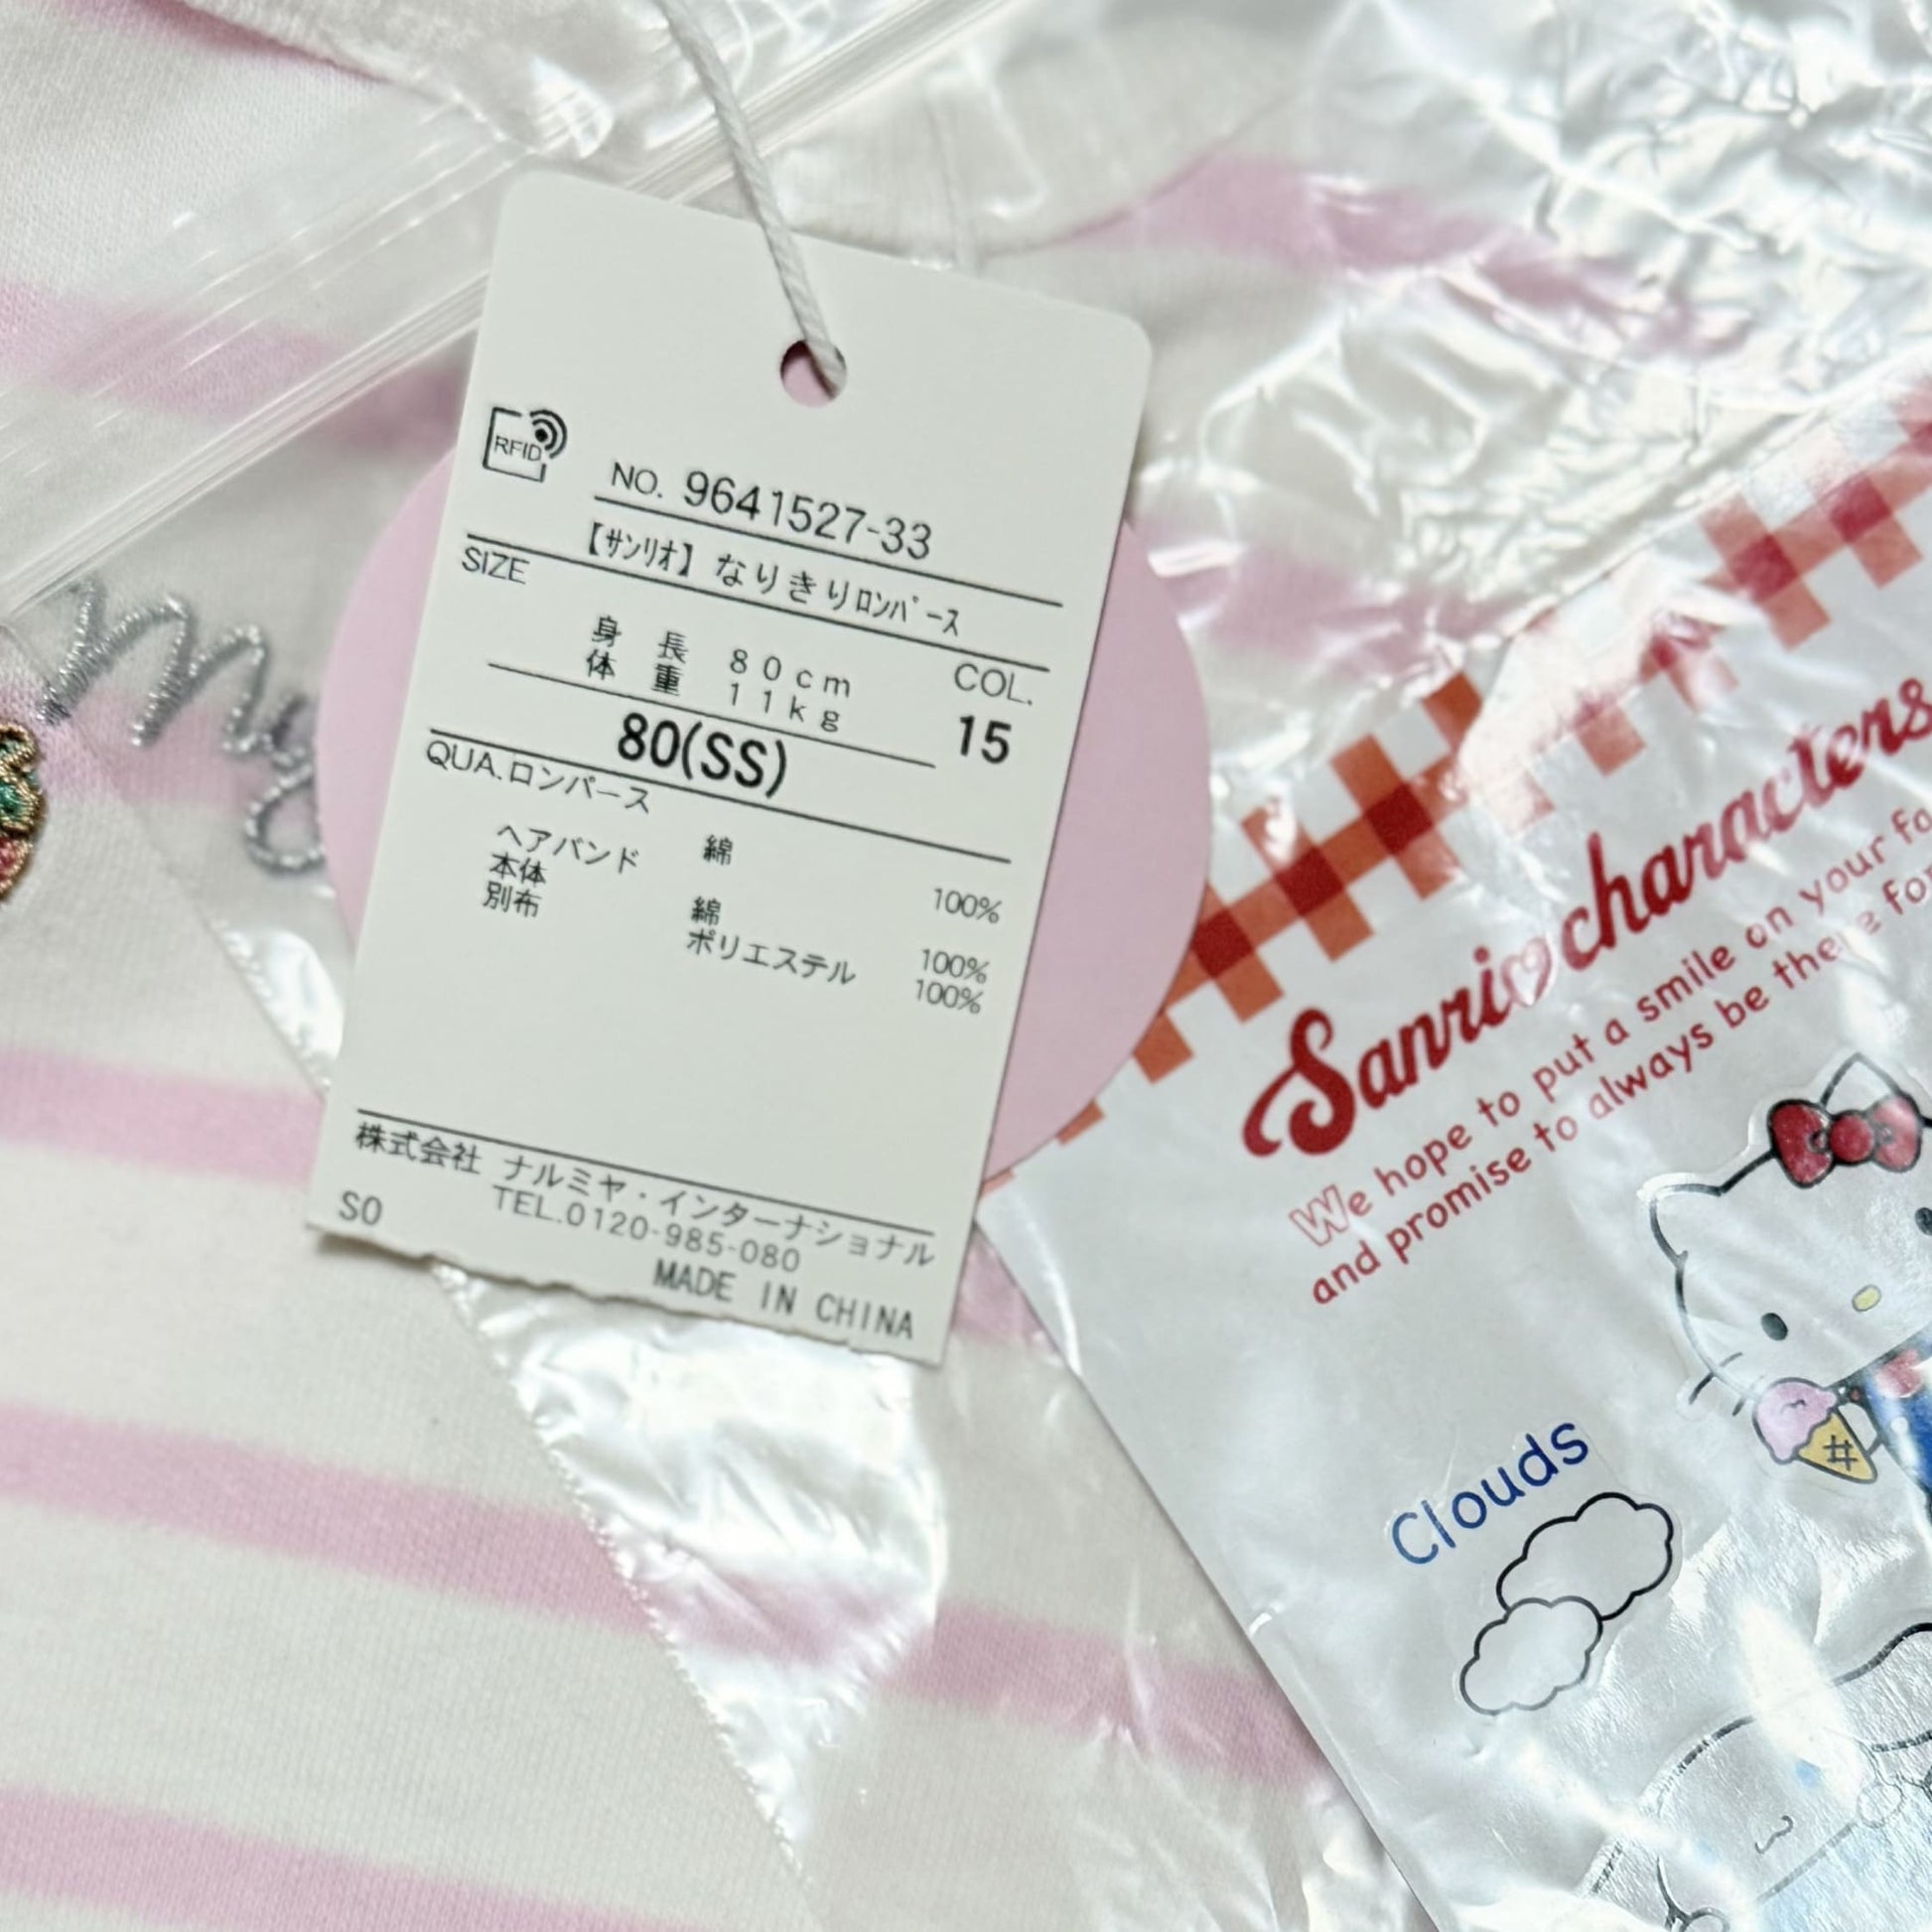 RFID
NO. 9641527-33
【ｻﾝﾘｵ】なりきりﾛﾝﾊﾟｰｽ
SIZE
身長 80cm
体重 11kg
COL.
80(SS)
15
QUA.ロンパース
綿 100%
ヘアバンド
本体 綿 100%
別布 ポリエステル 100%
株式会社 ナルミヤ・インターナショナル
TEL.0120-985-080
S0
MADE IN CHINA
My
Sanrio characters
We hope to put a smile on your
and promise to always be there
Clouds